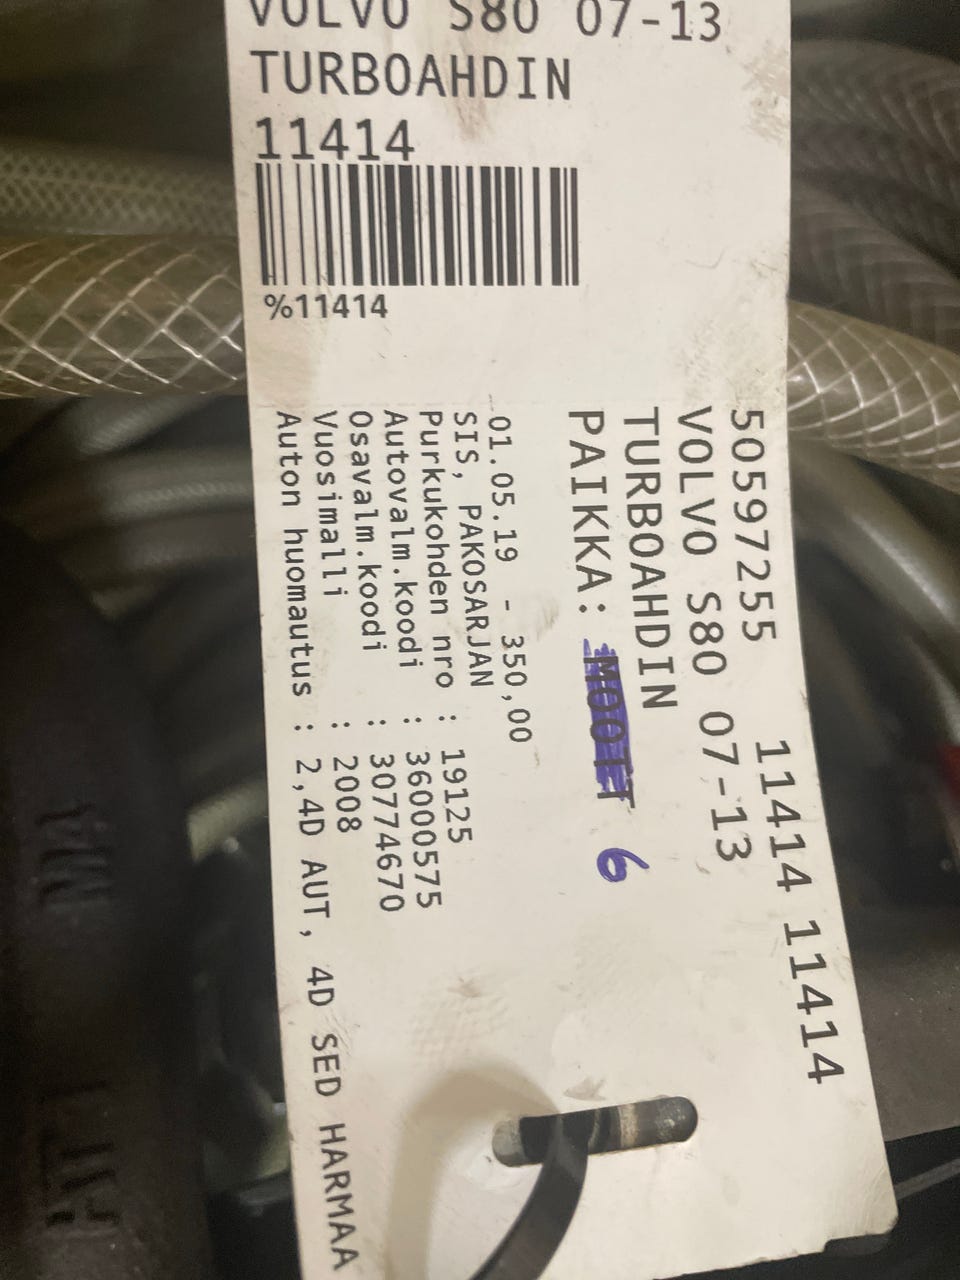 VOLVO S80 07-13
TURBOAHDIN
11414
%11414
11414 11414
50597255
VOLVO S80 07-13
TURBOAHDIN
PAIKKA: MOOTT 6
01.05.19 - 350,00
SIS, PAKOSARJAN
Purkukohden nro : 19125
Autovalm.koodi : 36000575
Osavalm.koodi : 30774670
Vuosimalli : 2008
Auton huomautus : 2,4D AUT, 4D SED HARMAA